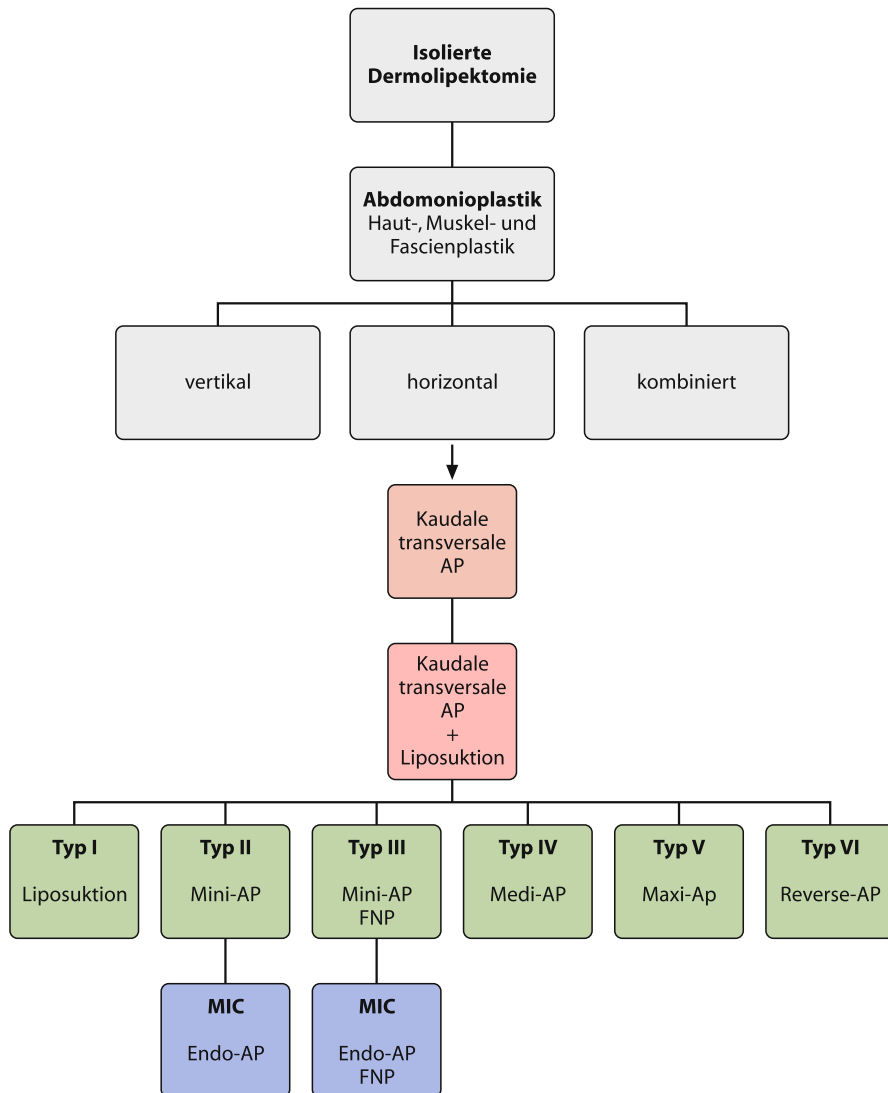 Isolierte
Dermolipektomie
Abdomonioplastik
Haut-, Muskel- und
Fascienplastik
vertikal
horizontal
kombiniert
Kaudale
transversale
AP
Kaudale
transversale
AP
+
Liposuktion
Typ I
Liposuktion
Typ II
Mini-AP
Typ III
Mini-AP
FNP
Typ IV
Medi-AP
Typ V
Maxi-Ap
Typ VI
Reverse-AP
MIC
Endo-AP
MIC
Endo-AP
FNP